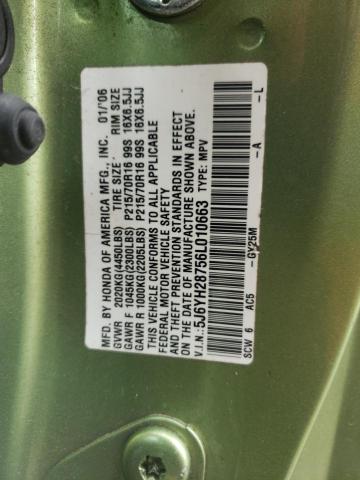 MFD. BY HONDA OF AMERICA MFG., INC. 01/'06
GVWR 2020KG(4450LBS) TIRE SIZE RIM SIZE
GAWR F 1045KG(2300LBS) P215/70R16 99S 16X6.5JJ
GAWR R 1000KG(2205LBS) P215/70R16 99S 16X6.5JJ
THIS VEHICLE CONFORMS TO ALL APPLICABLE
FEDERAL MOTOR VEHICLE SAFETY
AND THEFT PREVENTION STANDARDS IN EFFECT
ON THE DATE OF MANUFACTURE SHOWN ABOVE.
V.I.N.:5J6YH28756L010663 TYPE: MPV
SCW 6 AC5 -GY25M -A -L